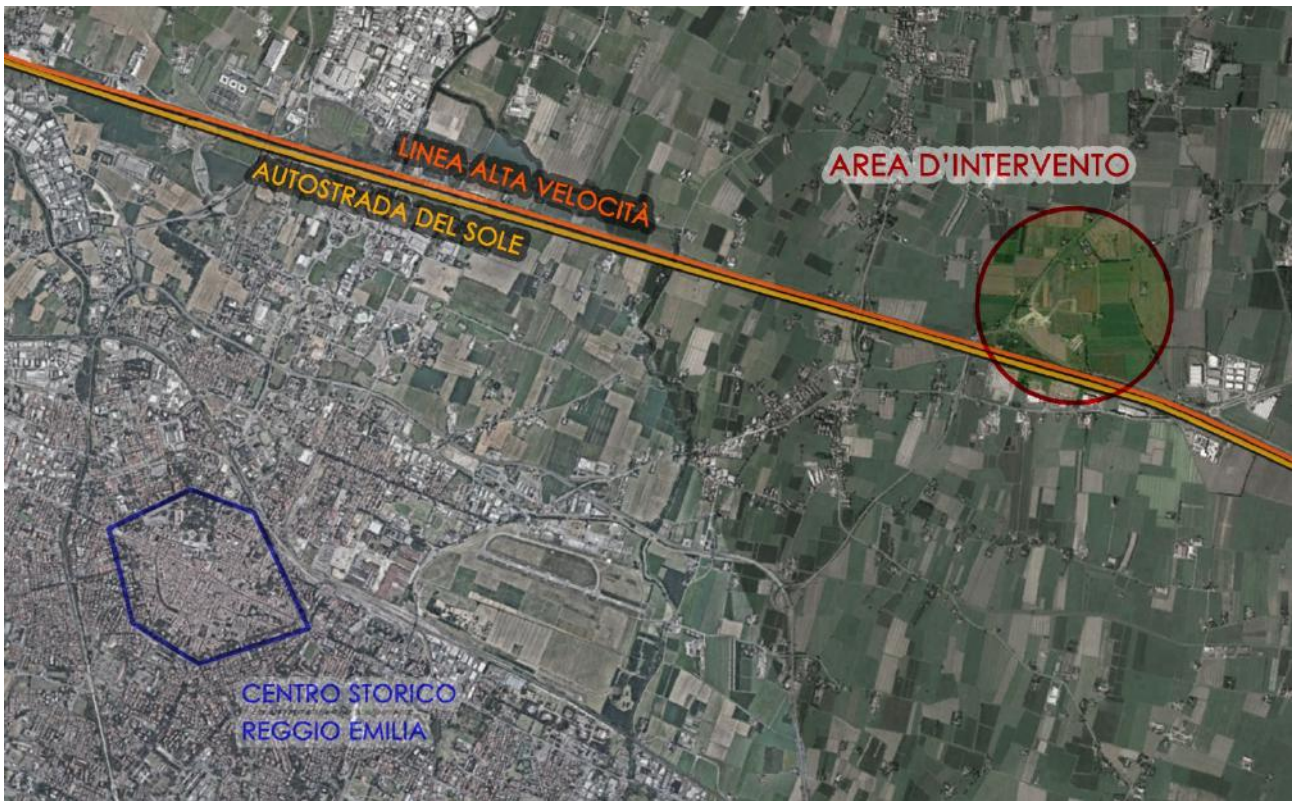 LINEA ALTA VELOCITÀ
AUTOSTRADA DEL SOLE
AREA D'INTERVENTO
CENTRO STORICO
REGGIO EMILIA